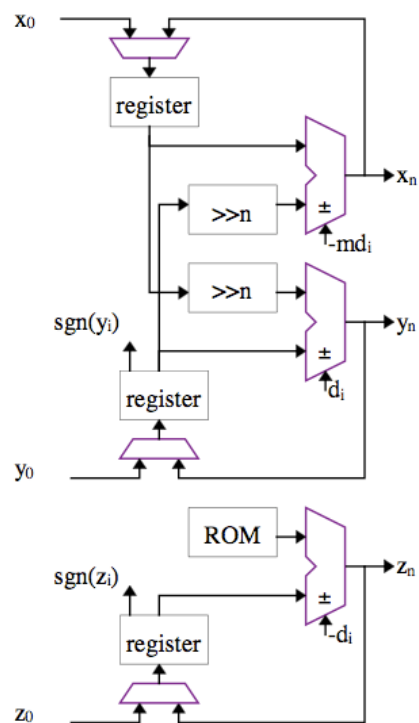 x₀
register
xₙ
>>n
±
-mdᵢ
>>n
sgn(yᵢ)
yₙ
±
register
dᵢ
y₀
ROM
sgn(zᵢ)
zₙ
±
register
-dᵢ
z₀